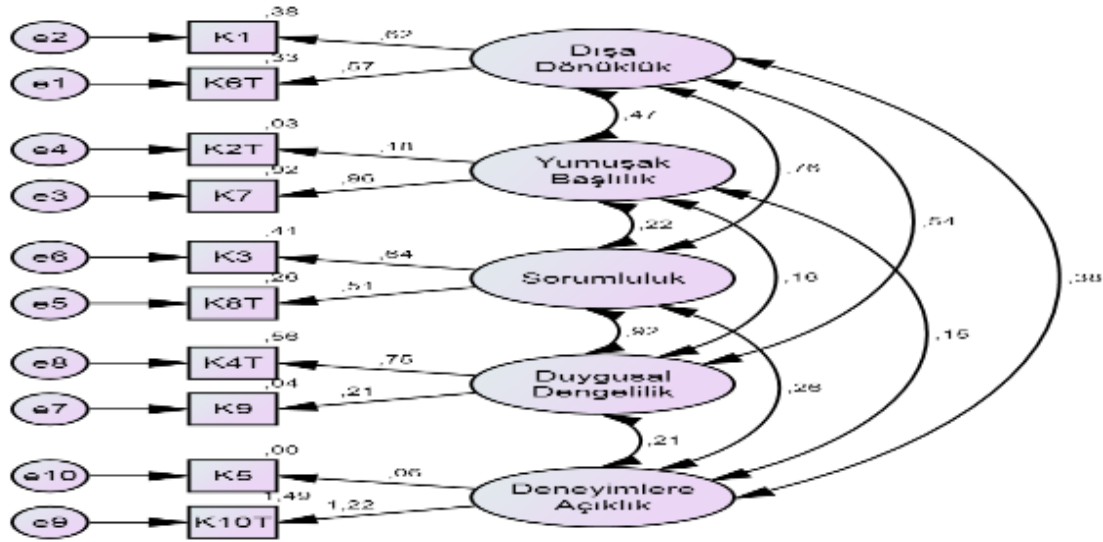 ,38
e2
K1
,62
Dışa
Dönüklük
,33
e1
K6T
,57
,47
,03
e4
K2T
,18
Yumuşak
Başlılık
,92
e3
K7
,96
,76
,22
,54
,41
e6
K3
,64
Sorumluluk
,16
,38
,26
e5
K8T
,51
,92
,15
,56
e8
K4T
,75
Duygusal
Dengelilik
,26
,04
e7
K9
,21
,21
,00
e10
K5
,06
Deneyimlere
Açıklık
1,49
e9
K10T
1,22